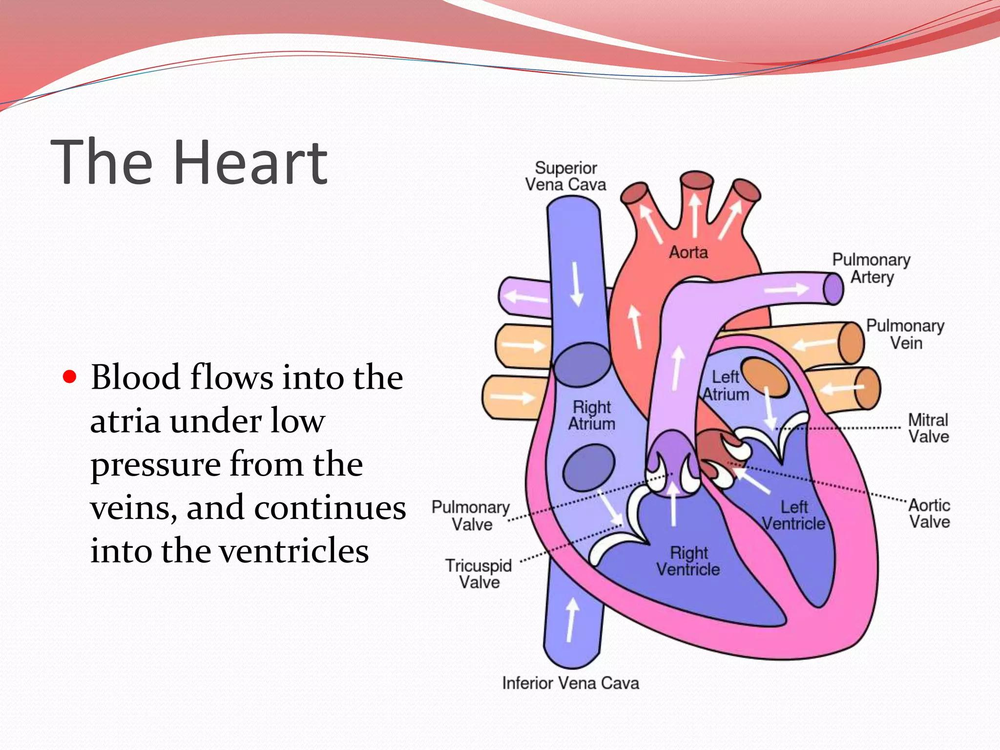 The Heart
• Blood flows into the
atria under low
pressure from the
veins, and continues
into the ventricles
Superior
Vena Cava
Aorta
Pulmonary
Artery
Pulmonary
Vein
Left
Atrium
Right
Atrium
Mitral
Valve
Pulmonary
Valve
Left
Ventricle
Aortic
Valve
Tricuspid
Valve
Right
Ventricle
Inferior Vena Cava